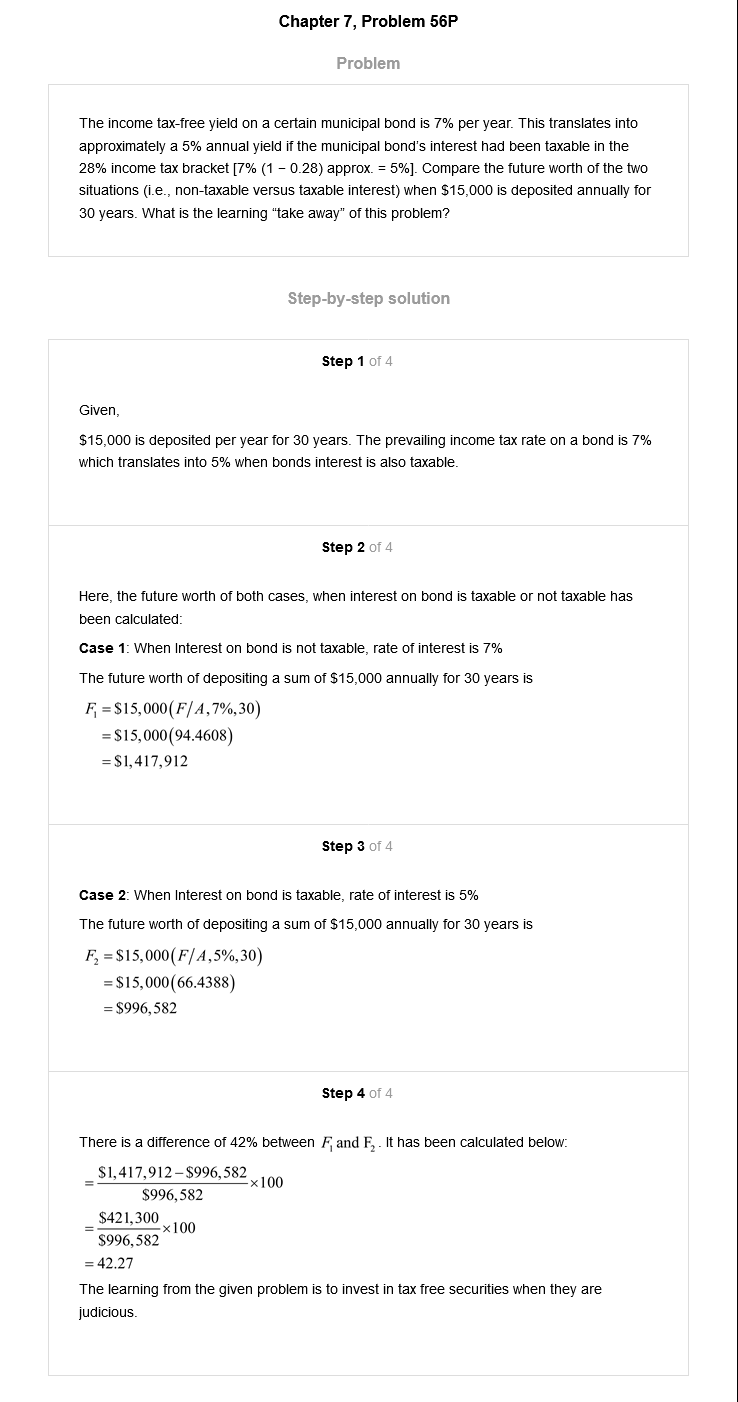 Chapter 7, Problem 56P
Problem
The income tax-free yield on a certain municipal bond is 7% per year. This translates into
approximately a 5% annual yield if the municipal bond's interest had been taxable in the
28% income tax bracket [7% (1 − 0.28) approx. = 5%]. Compare the future worth of the two
situations (i.e., non-taxable versus taxable interest) when $15,000 is deposited annually for
30 years. What is the learning “take away” of this problem?
Step-by-step solution
Step 1 of 4
Given,
$15,000 is deposited per year for 30 years. The prevailing income tax rate on a bond is 7%
which translates into 5% when bonds interest is also taxable.
Step 2 of 4
Here, the future worth of both cases, when interest on bond is taxable or not taxable has
been calculated:
Case 1: When Interest on bond is not taxable, rate of interest is 7%
The future worth of depositing a sum of $15,000 annually for 30 years is
F₁ = $15,000(F/A,7%,30)
= $15,000(94.4608)
= $1,417,912
Step 3 of 4
Case 2: When Interest on bond is taxable, rate of interest is 5%
The future worth of depositing a sum of $15,000 annually for 30 years is
F₂ = $15,000(F/A,5%,30)
= $15,000(66.4388)
= $996,582
Step 4 of 4
There is a difference of 42% between F₁ and F₂. It has been calculated below:
= $1,417,912 − $996,582 / $996,582 × 100
= $421,300 / $996,582 × 100
= 42.27
The learning from the given problem is to invest in tax free securities when they are
judicious.